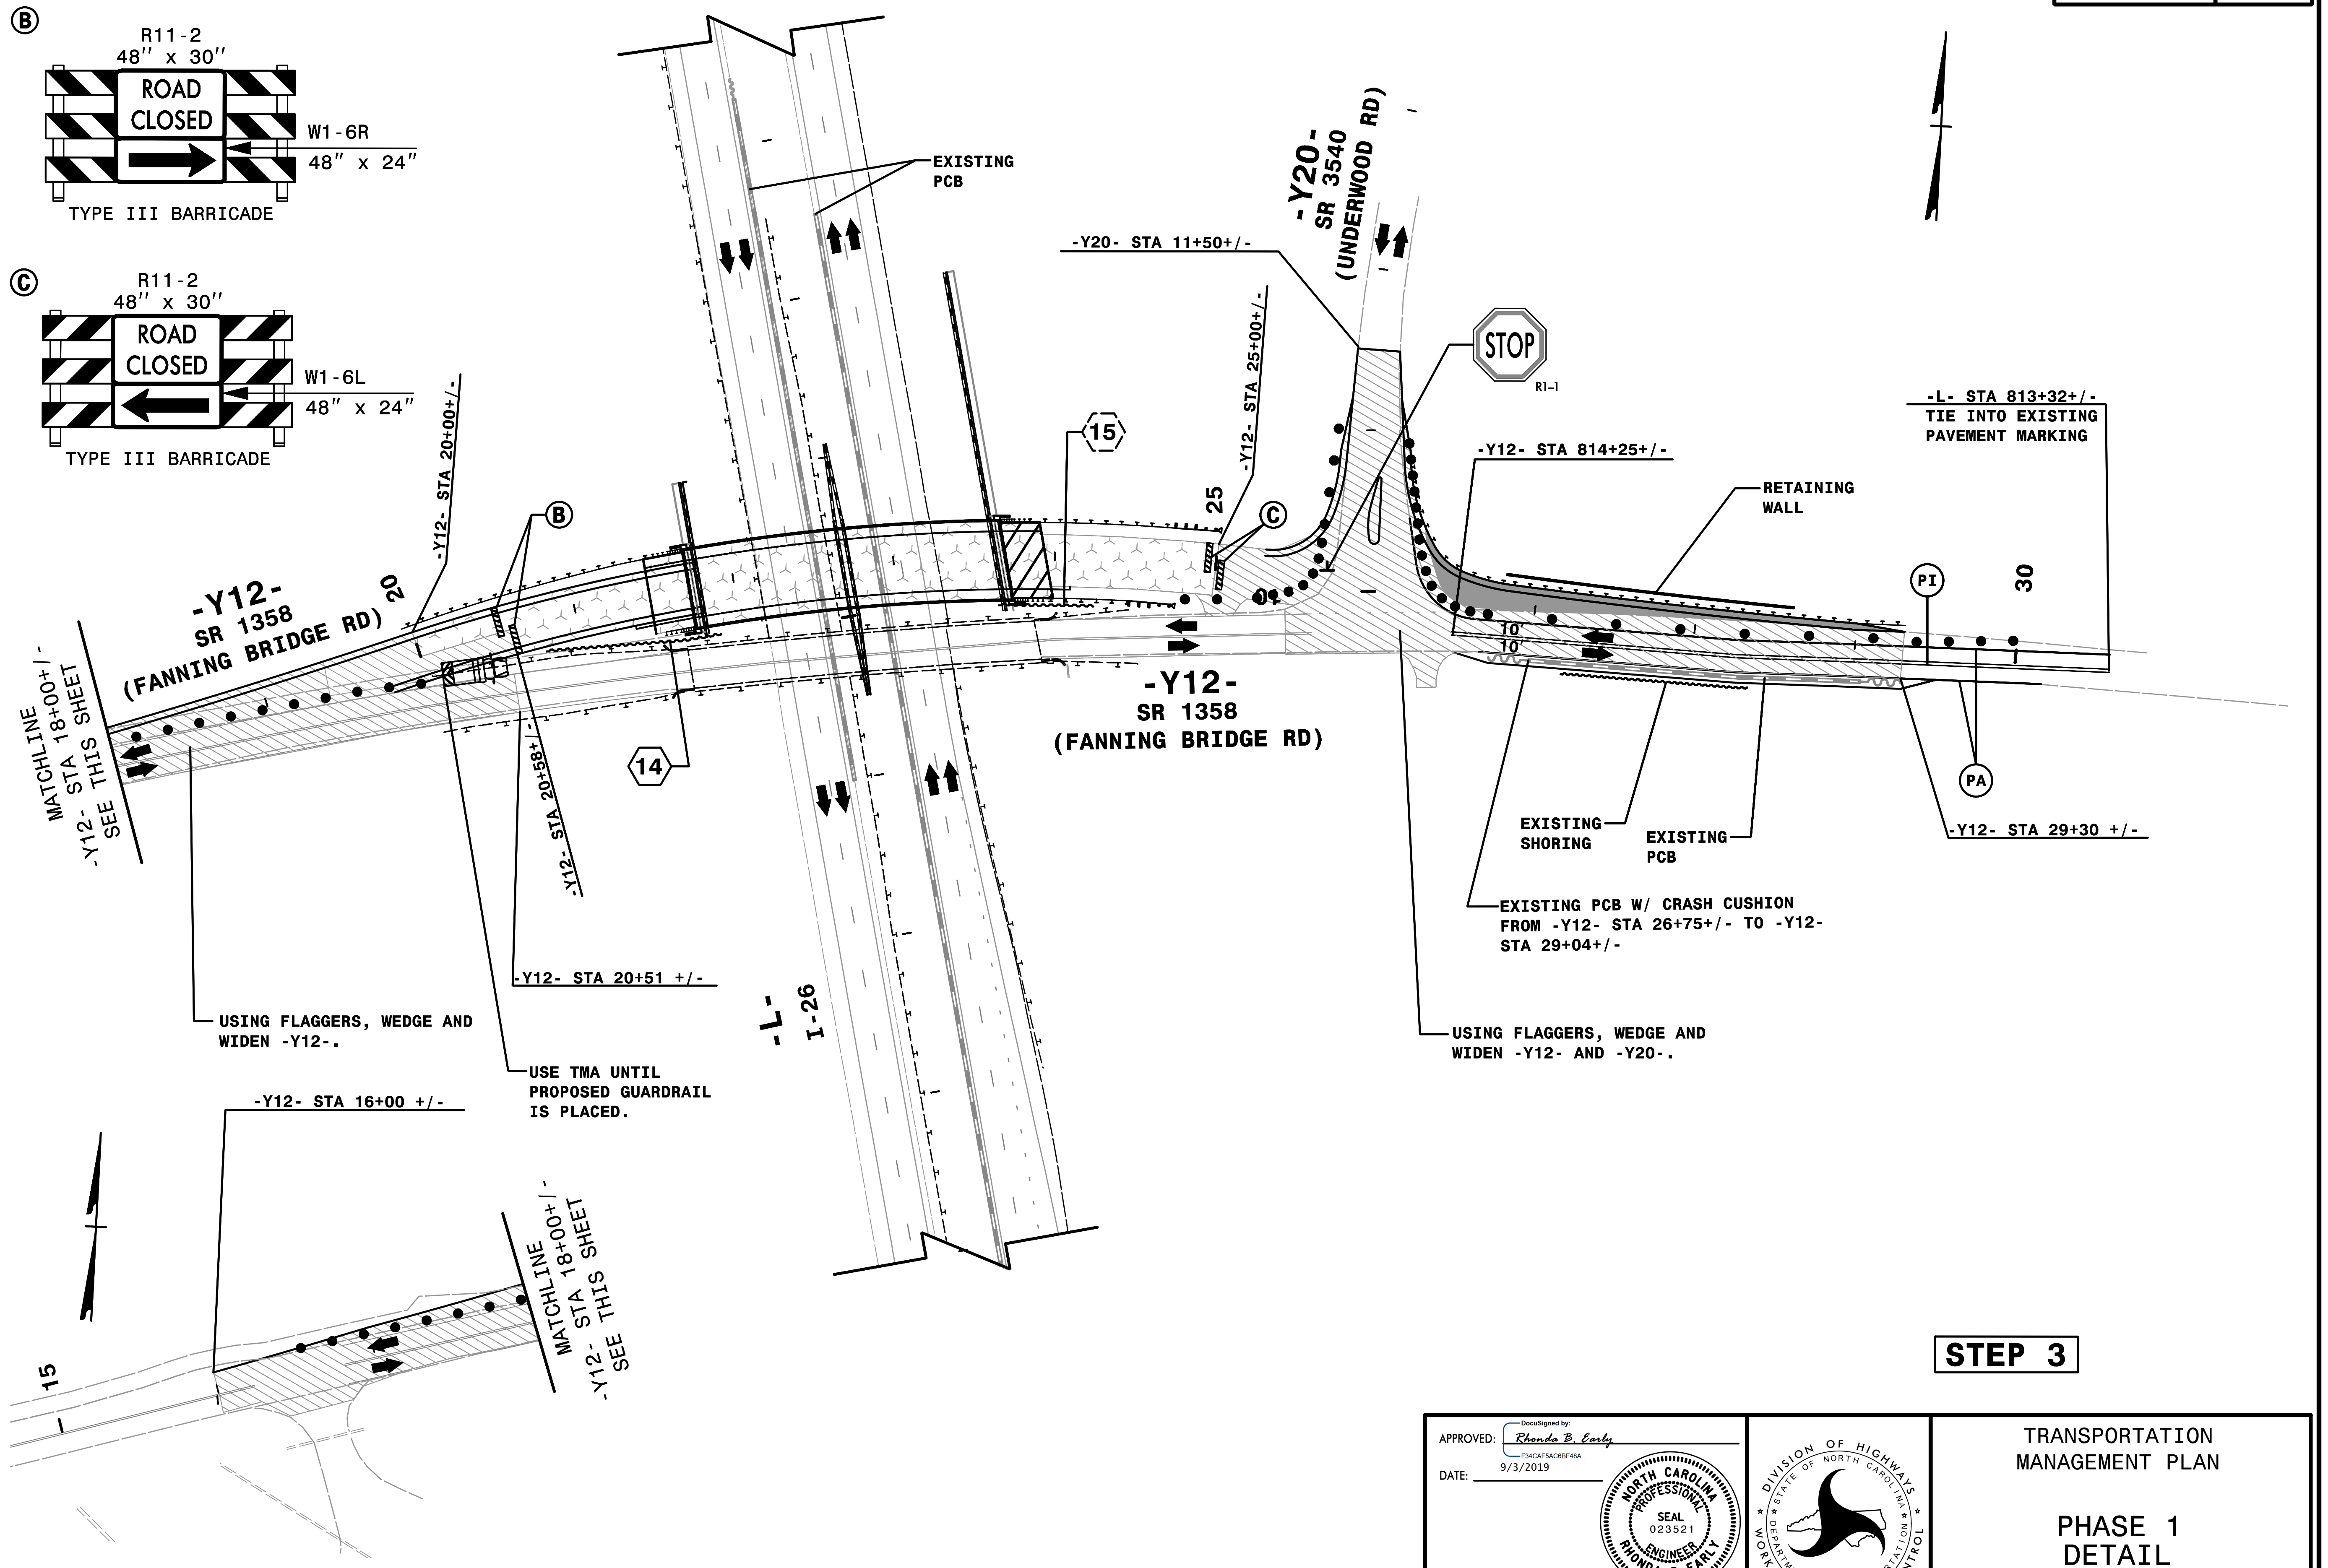 B
R11-2
48" x 30"
ROAD
CLOSED
W1-6R
48" x 24"
TYPE III BARRICADE
C
R11-2
48" x 30"
ROAD
CLOSED
W1-6L
48" x 24"
TYPE III BARRICADE
EXISTING
PCB
-Y20-
SR 3540
(UNDERWOOD RD)
-Y20- STA 11+50+/-
-Y12- STA 25+00+/-
STOP
R1-1
15
-Y12- STA 20+00+/-
B
25
C
-Y12- STA 814+25+/-
-L- STA 813+32+/-
TIE INTO EXISTING
PAVEMENT MARKING
RETAINING
WALL
PI
30
-Y12-
SR 1358
(FANNING BRIDGE RD)
20
10
10'
10'
MATCHLINE
-Y12- STA 18+00+/-
SEE THIS SHEET
14
-Y12- STA 20+58+/-
-Y12-
SR 1358
(FANNING BRIDGE RD)
PA
EXISTING
SHORING
EXISTING
PCB
-Y12- STA 29+30 +/-
EXISTING PCB W/ CRASH CUSHION
FROM -Y12- STA 26+75+/- TO -Y12-
STA 29+04+/-
-Y12- STA 20+51 +/-
-L-
I-26
USING FLAGGERS, WEDGE AND
WIDEN -Y12-.
USING FLAGGERS, WEDGE AND
WIDEN -Y12- AND -Y20-.
USE TMA UNTIL
PROPOSED GUARDRAIL
IS PLACED.
-Y12- STA 16+00 +/-
MATCHLINE
-Y12- STA 18+00+/-
SEE THIS SHEET
15
STEP 3
APPROVED:
DocuSigned by:
Rhonda B. Early
F34CAF5AC6BF48A...
DATE:
9/3/2019
NORTH CAROLINA
PROFESSIONAL
SEAL
023521
ENGINEER
DIVISION OF HIGHWAYS
STATE OF NORTH CAROLINA
TRANSPORTATION
MANAGEMENT PLAN
PHASE 1
DETAIL